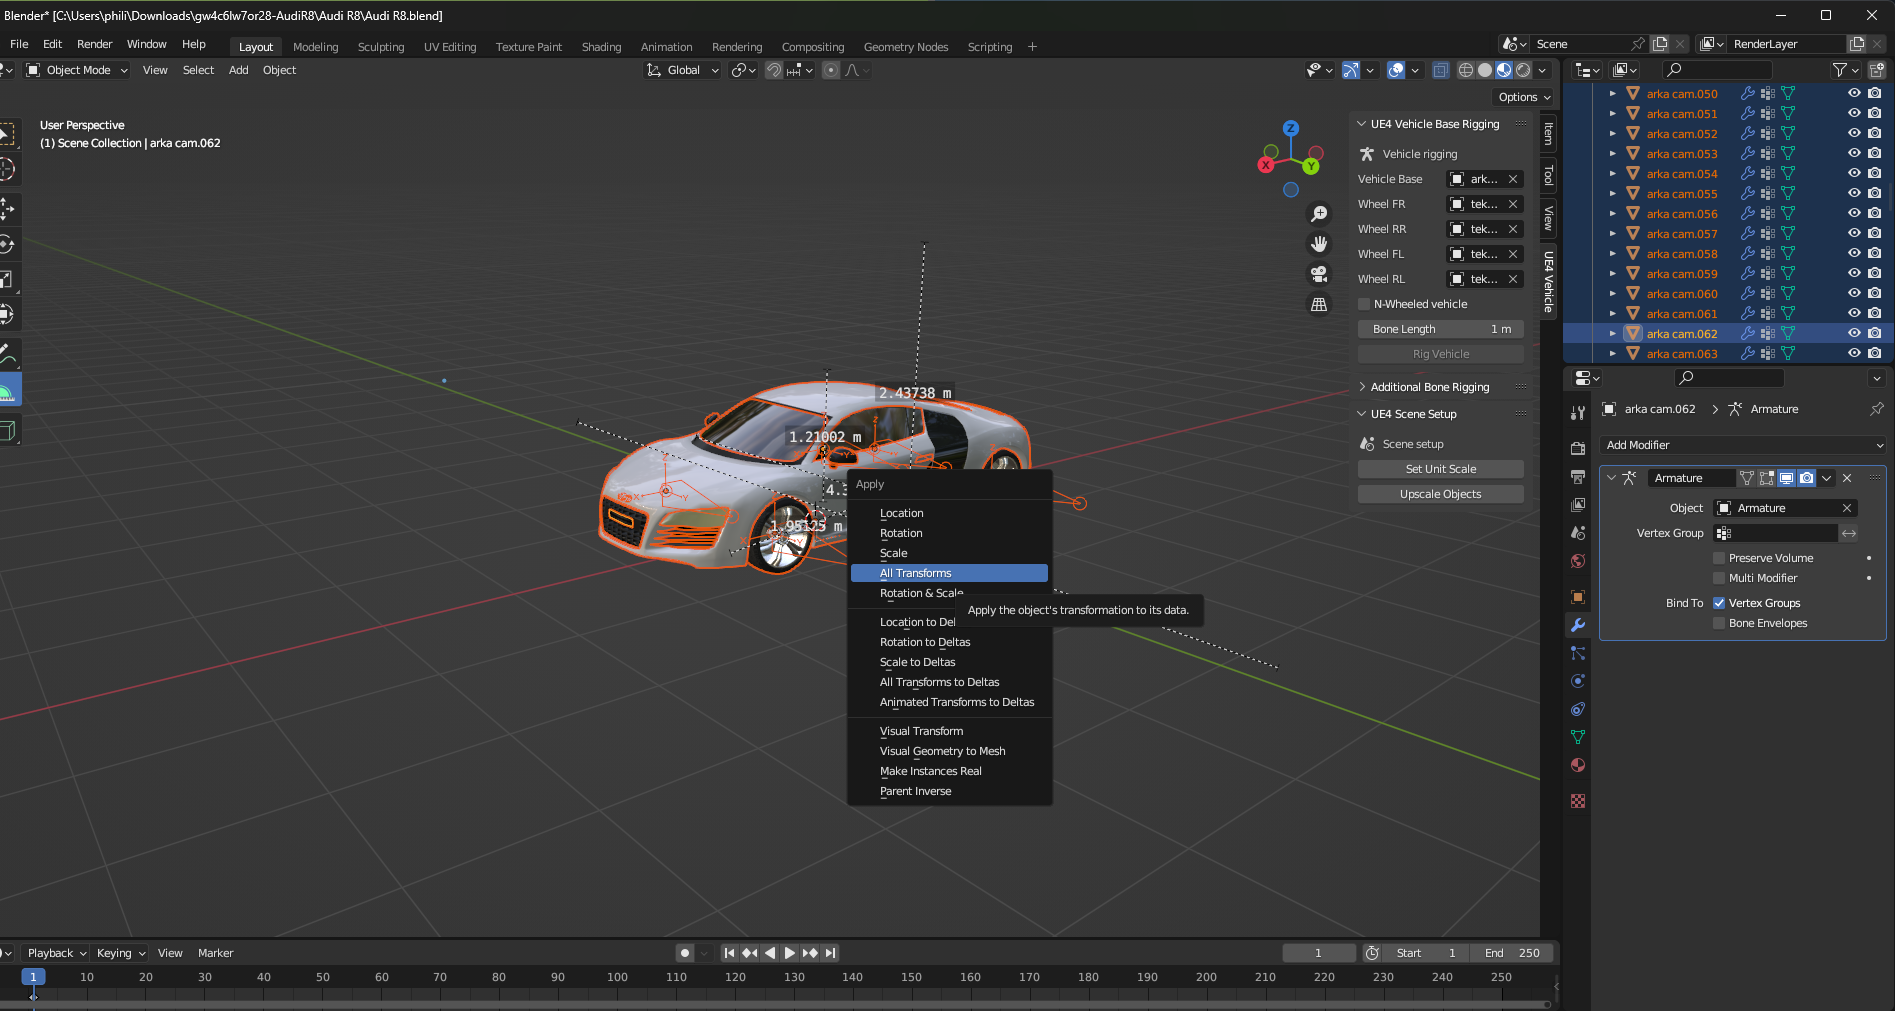 Blender* [C:\Users\phili\Downloads\gw4c6lw7or28-AudiR8\Audi R8\Audi R8.blend]
File Edit Render Window Help Layout Modeling Sculpting UV Editing Texture Paint Shading Animation Rendering Compositing Geometry Nodes Scripting + Scene RenderLayer
Object Mode View Select Add Object Global
Options
User Perspective
(1) Scene Collection | arka cam.062
Z
X
Y
UE4 Vehicle Base Rigging
Vehicle rigging
Vehicle Base ark...
Wheel FR tek...
Wheel RR tek...
Wheel FL tek...
Wheel RL tek...
N-Wheeled vehicle
Bone Length 1 m
Rig Vehicle
Additional Bone Rigging
UE4 Scene Setup
Scene setup
Set Unit Scale
Upscale Objects
Item
Tool
View
UE4 Vehicle
arka cam.050
arka cam.051
arka cam.052
arka cam.053
arka cam.054
arka cam.055
arka cam.056
arka cam.057
arka cam.058
arka cam.059
arka cam.060
arka cam.061
arka cam.062
arka cam.063
arka cam.062 > Armature
Add Modifier
Armature
Object Armature
Vertex Group
Preserve Volume
Multi Modifier
Bind To Vertex Groups
Bone Envelopes
2.43738 m
1.21002 m
4.3
1.95125 m
Apply
Location
Rotation
Scale
All Transforms
Rotation & Scale
Apply the object's transformation to its data.
Location to Del
Rotation to Deltas
Scale to Deltas
All Transforms to Deltas
Animated Transforms to Deltas
Visual Transform
Visual Geometry to Mesh
Make Instances Real
Parent Inverse
Playback Keying View Marker 1 Start 1 End 250
1 10 20 30 40 50 60 70 80 90 100 110 120 130 140 150 160 170 180 190 200 210 220 230 240 250